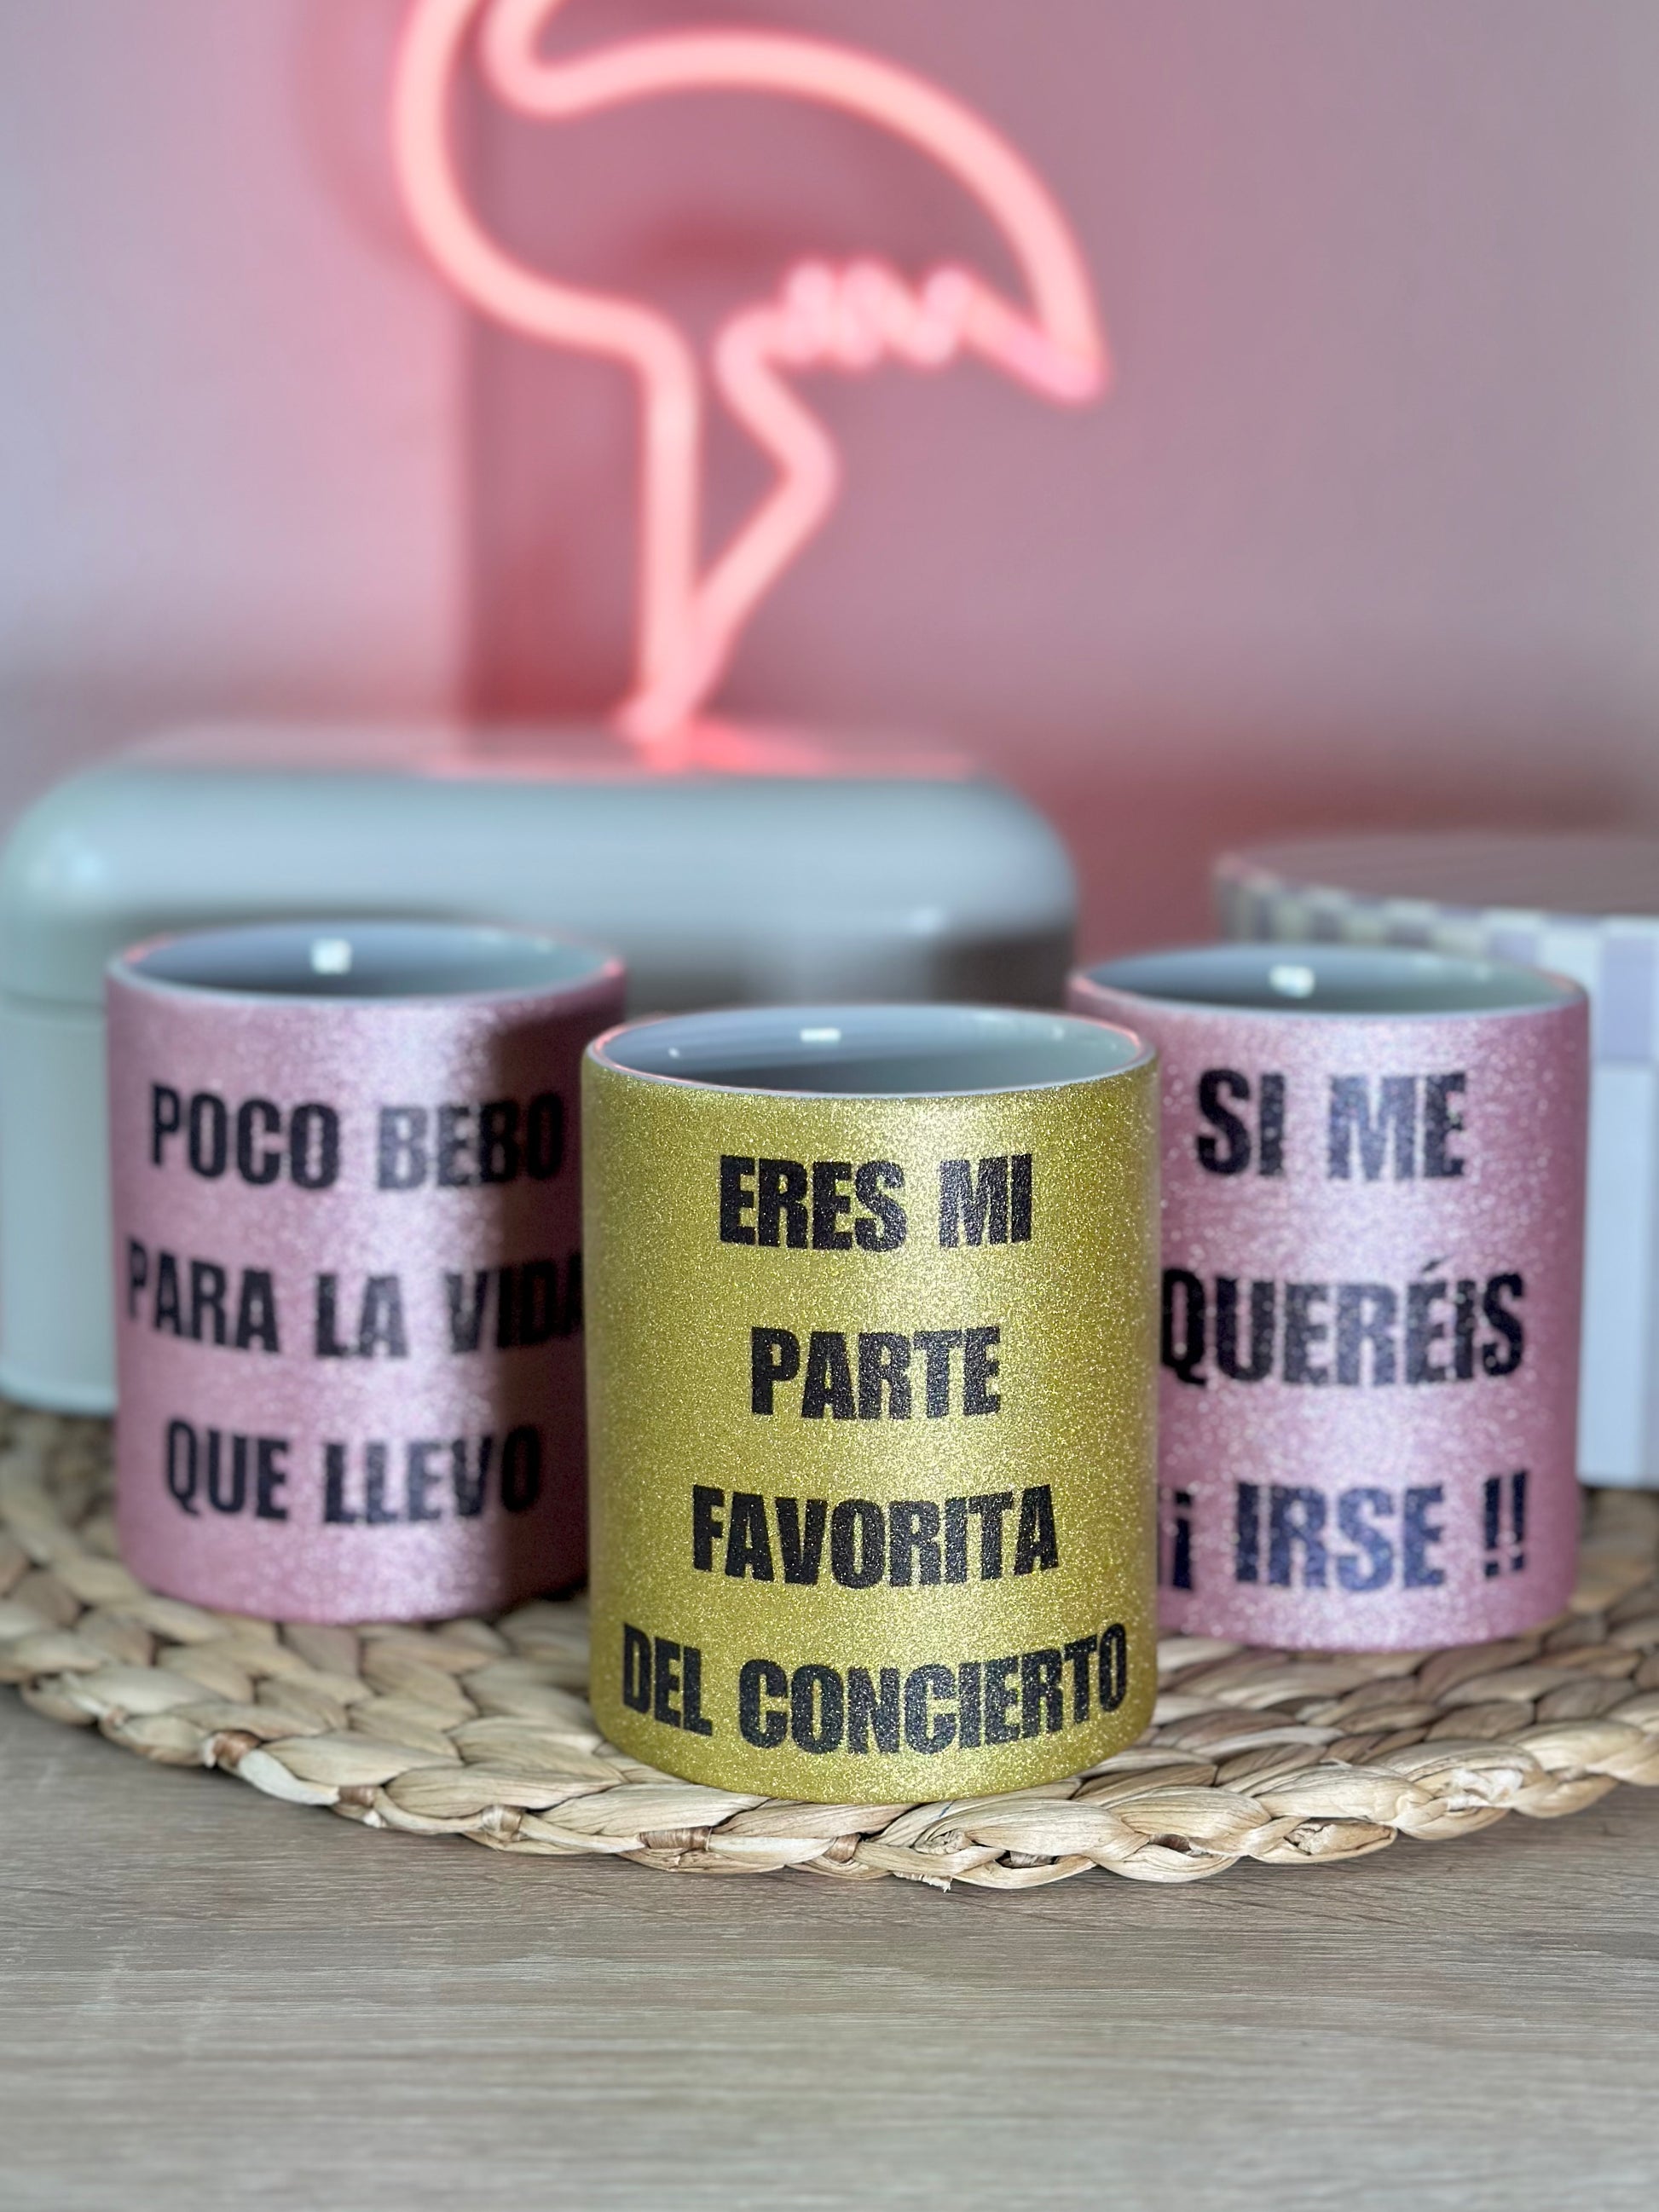 POCO BEBO
PARA LA VIDA
QUE LLEVO
ERES MI
PARTE
FAVORITA
DEL CONCIERTO
SI ME
QUERÉIS
¡¡ IRSE !!